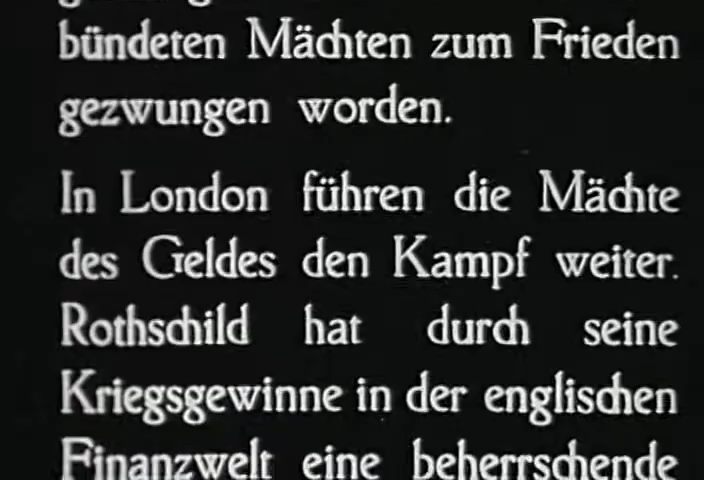 bündeten Mächten zum Frieden
gezwungen worden.
In London führen die Mächte
des Geldes den Kampf weiter.
Rothschild hat durch seine
Kriegsgewinne in der englischen
Finanzwelt eine beherrschende